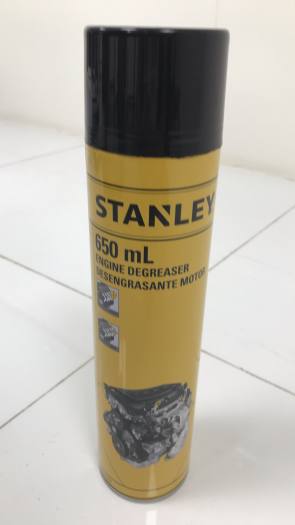 STANLEY
650 mL
ENGINE DEGREASER
DESENGRASANTE MOTOR